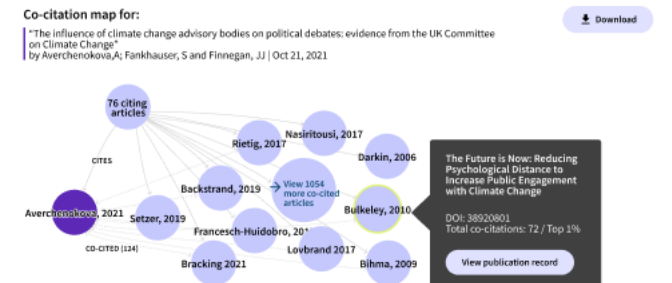 Co-citation map for:
Download
“The influence of climate change advisory bodies on political debates: evidence from the UK Committee
on Climate Change”
by Averchenokova,A; Fankhauser, S and Finnegan, JJ | Oct 21, 2021
76 citing
articles
Nasiritousi, 2017
Rietig, 2017
Darkin, 2006
CITES
The Future is Now: Reducing
Psychological Distance to
Increase Public Engagement
with Climate Change
Backstrand, 2019
View 1054
more co-cited
articles
Averchenokova, 2021
Setzer, 2019
Bulkeley, 2010
DOI: 38920801
Total co-citations: 72 / Top 1%
Francesch-Huidobro, 201
CO-CITED (124)
Lovbrand 2017
Bracking 2021
Bihma, 2009
View publication record